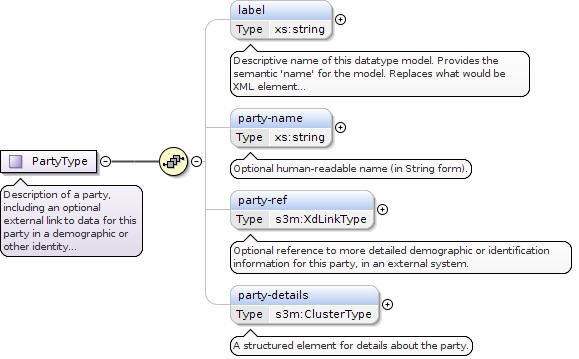 label
Type xs:string
Descriptive name of this datatype model. Provides the
semantic 'name' for the model. Replaces what would be
XML element...
party-name
Type xs:string
Optional human-readable name (in String form).
PartyType
Description of a party,
including an optional
external link to data for this
party in a demographic or
other identity...
party-ref
Type s3m:XdLinkType
Optional reference to more detailed demographic or identification
information for this party, in an external system.
party-details
Type s3m:ClusterType
A structured element for details about the party.